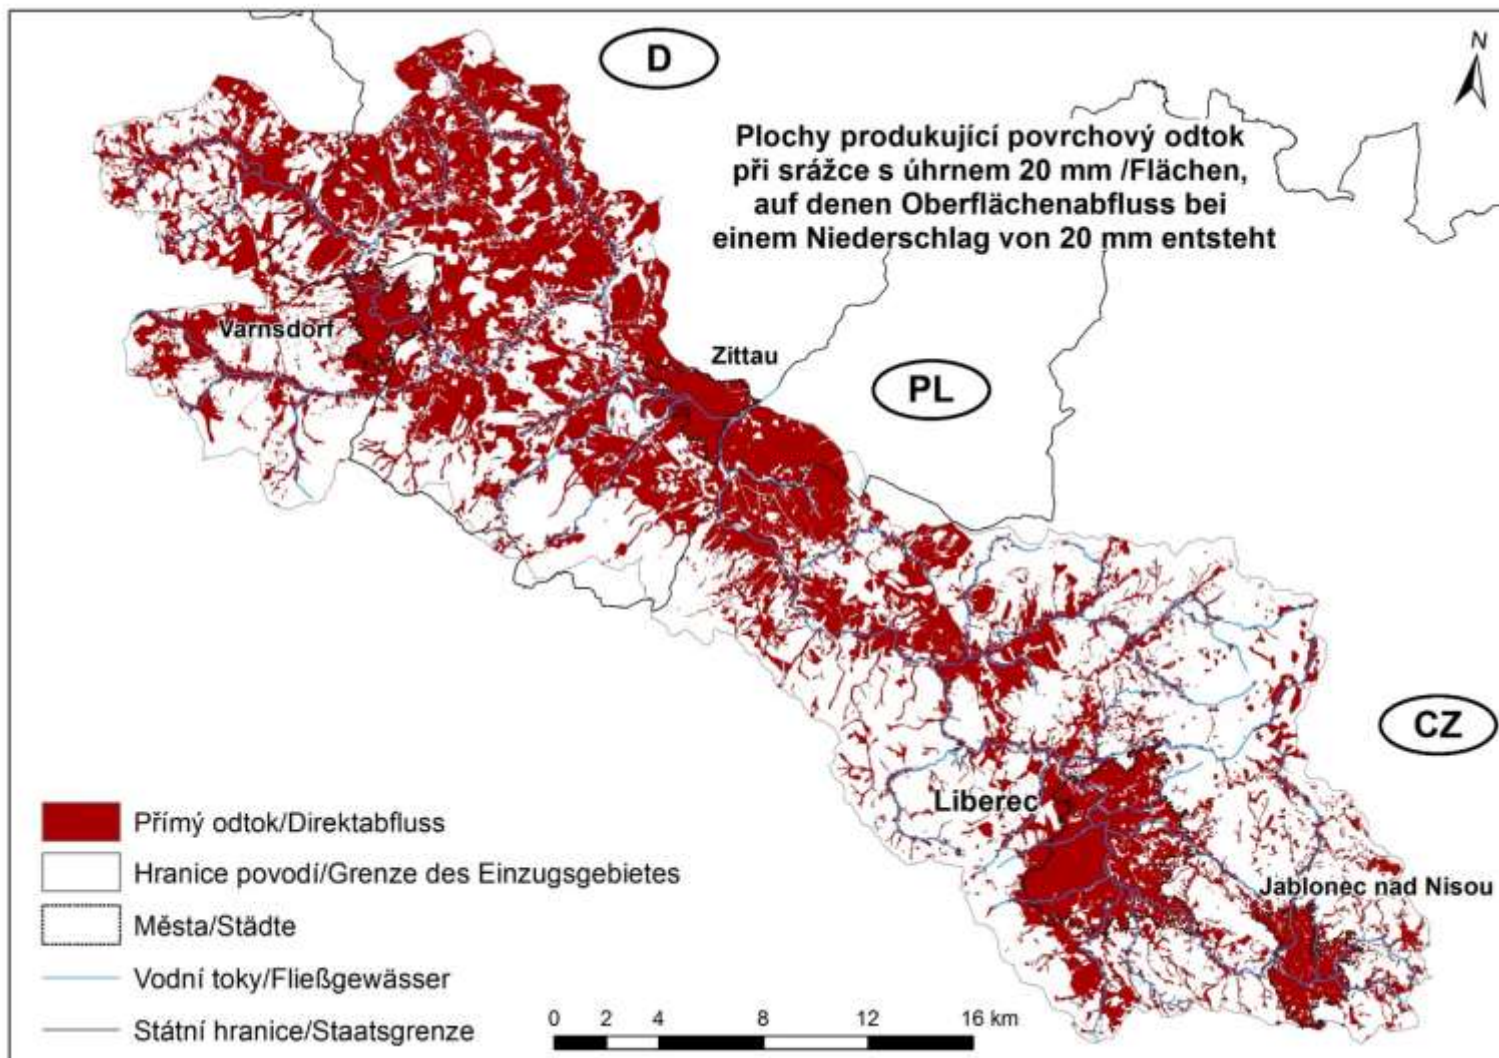 D
N
Plochy produkující povrchový odtok
při srážce s úhrnem 20 mm /Flächen,
auf denen Oberflächenabfluss bei
einem Niederschlag von 20 mm entsteht
Varnsdorf
Zittau
PL
CZ
Liberec
Jablonec nad Nisou
Přímý odtok/Direktabfluss
Hranice povodí/Grenze des Einzugsgebietes
Města/Städte
Vodní toky/Fließgewässer
Státní hranice/Staatsgrenze
0 2 4 8 12 16 km